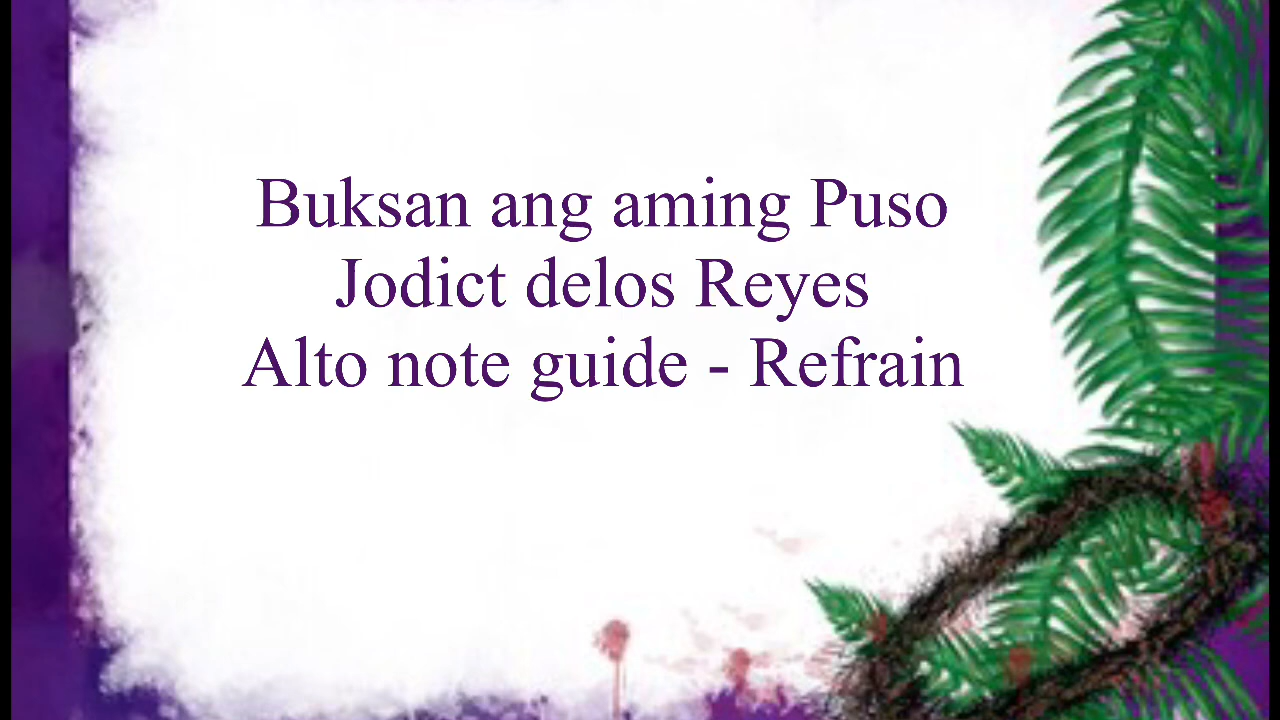 Buksan ang aming Puso
Jodict delos Reyes
Alto note guide - Refrain